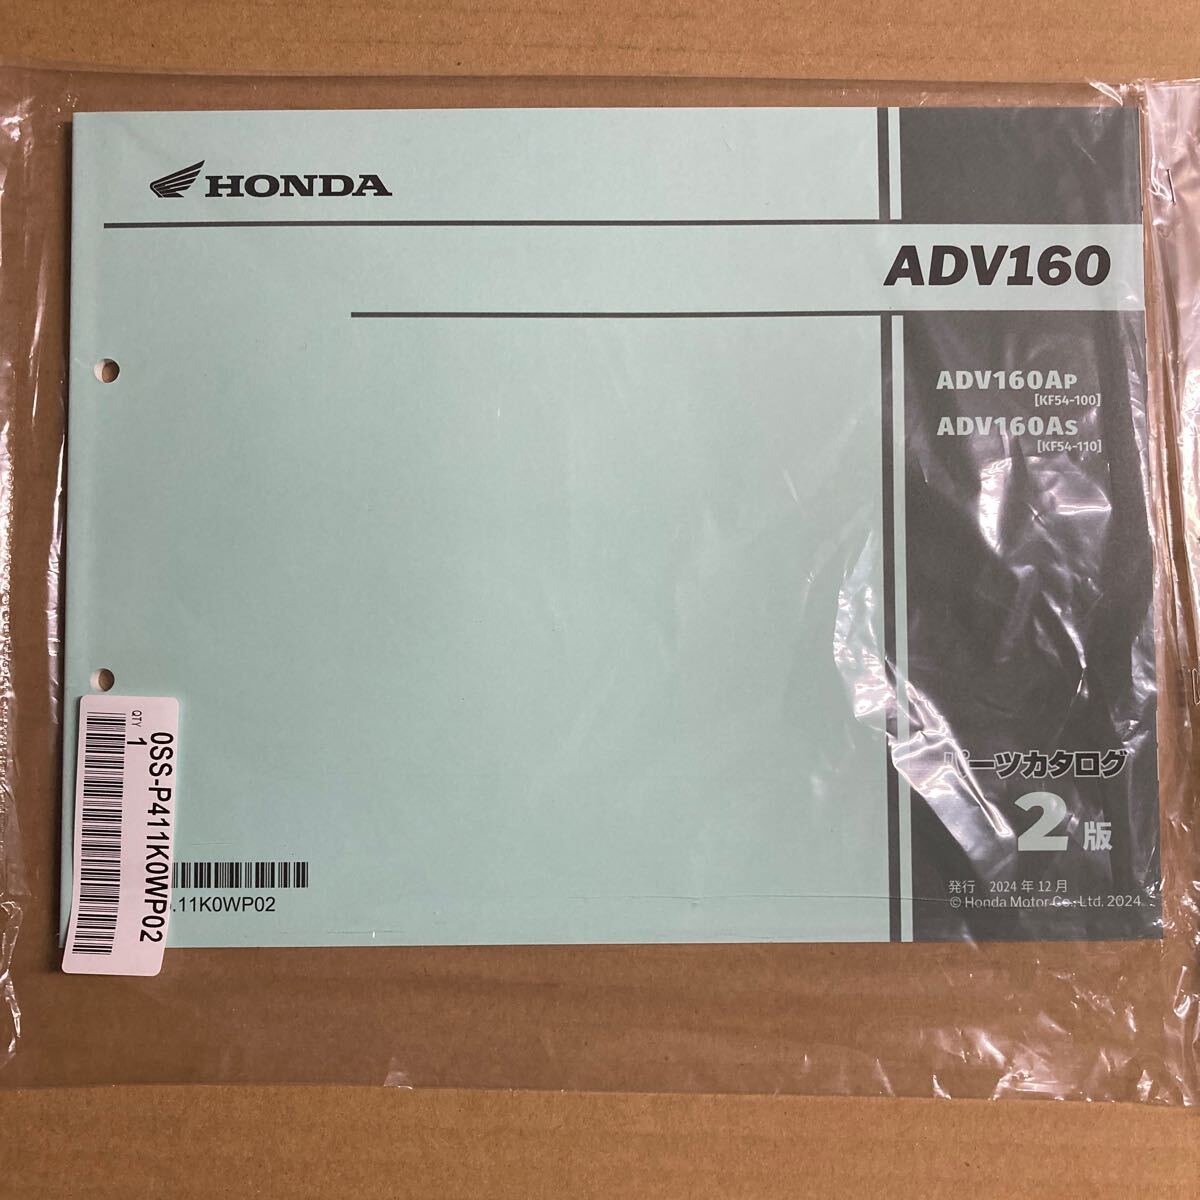 HONDA
ADV160
ADV160AP
[KF54-100]
ADV160AS
[KF54-110]
パーツカタログ
2版
発行 2024年12月
© Honda Motor Co., Ltd. 2024
0SS-P411K0WP02
QTY 1
.11K0WP02